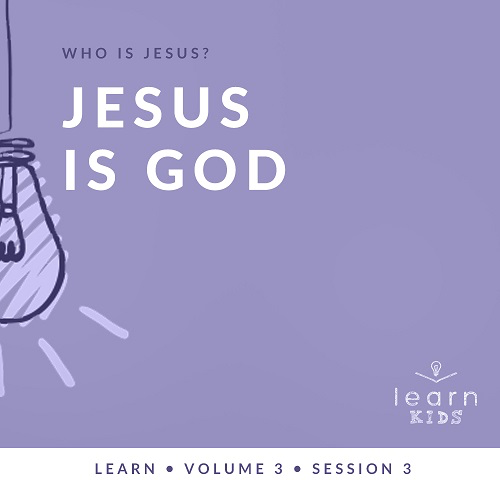 WHO IS JESUS?
JESUS
IS GOD
learn
KIDS
LEARN • VOLUME 3 • SESSION 3